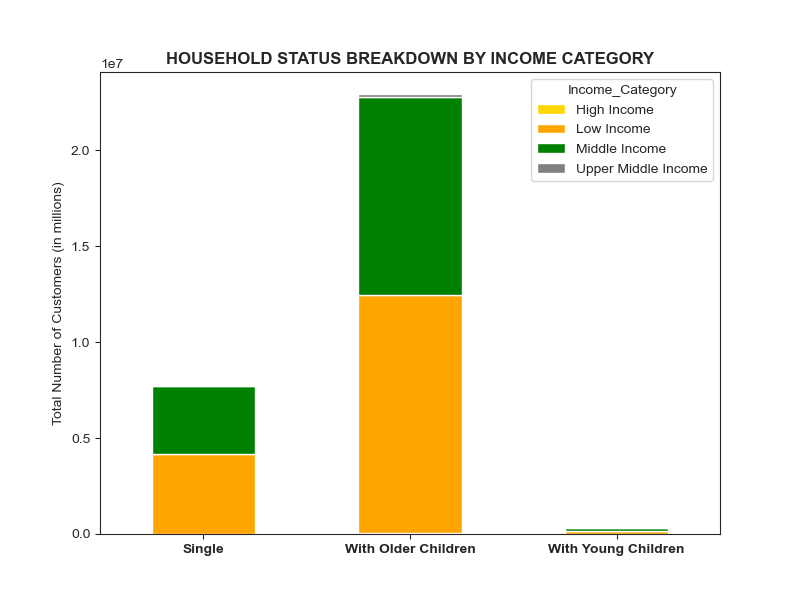 HOUSEHOLD STATUS BREAKDOWN BY INCOME CATEGORY
1e7
Income_Category
High Income
Low Income
Middle Income
Upper Middle Income
Total Number of Customers (in millions)
2.0
1.5
1.0
0.5
0.0
Single
With Older Children
With Young Children